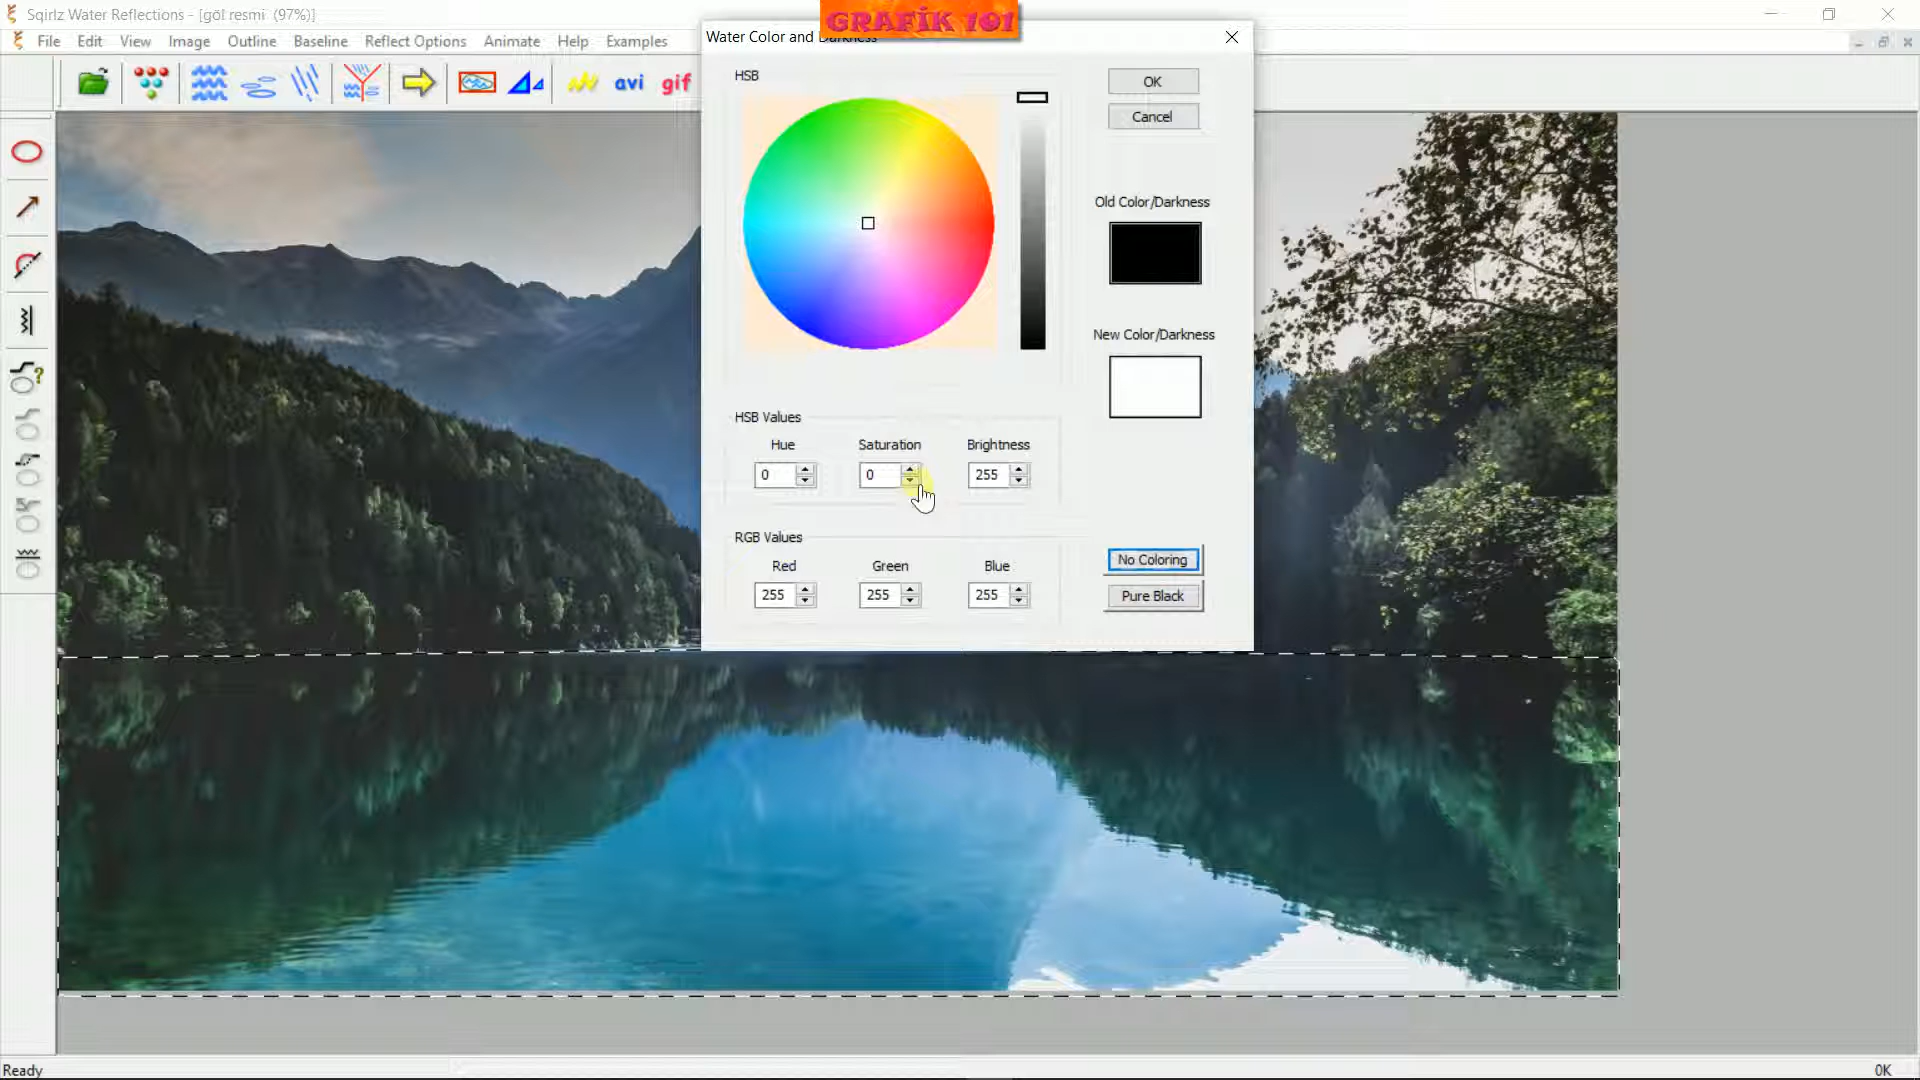 Sqirlz Water Reflections - [göl resmi (97%)]
GRAFİK 101
File Edit View Image Outline Baseline Reflect Options Animate Help Examples
Water Color and Darkness
avi gif
HSB
OK
Cancel
Old Color/Darkness
New Color/Darkness
HSB Values
Hue Saturation Brightness
0 0 255
RGB Values
Red Green Blue
255 255 255
No Coloring
Pure Black
Ready 0K